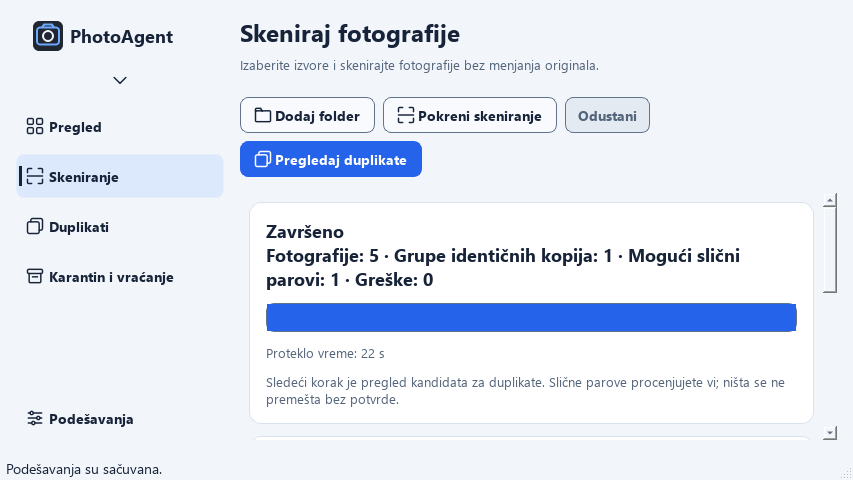 PhotoAgent
Pregled
Skeniranje
Duplikati
Karantin i vraćanje
Podešavanja
Skeniraj fotografije
Izaberite izvore i skenirajte fotografije bez menjanja originala.
Dodaj folder
Pokreni skeniranje
Odustani
Pregledaj duplikate
Završeno
Fotografije: 5 · Grupe identičnih kopija: 1 · Mogući slični
parovi: 1 · Greške: 0
Proteklo vreme: 22 s
Sledeći korak je pregled kandidata za duplikate. Slične parove procenjujete vi; ništa se ne
premešta bez potvrde.
Podešavanja su sačuvana.